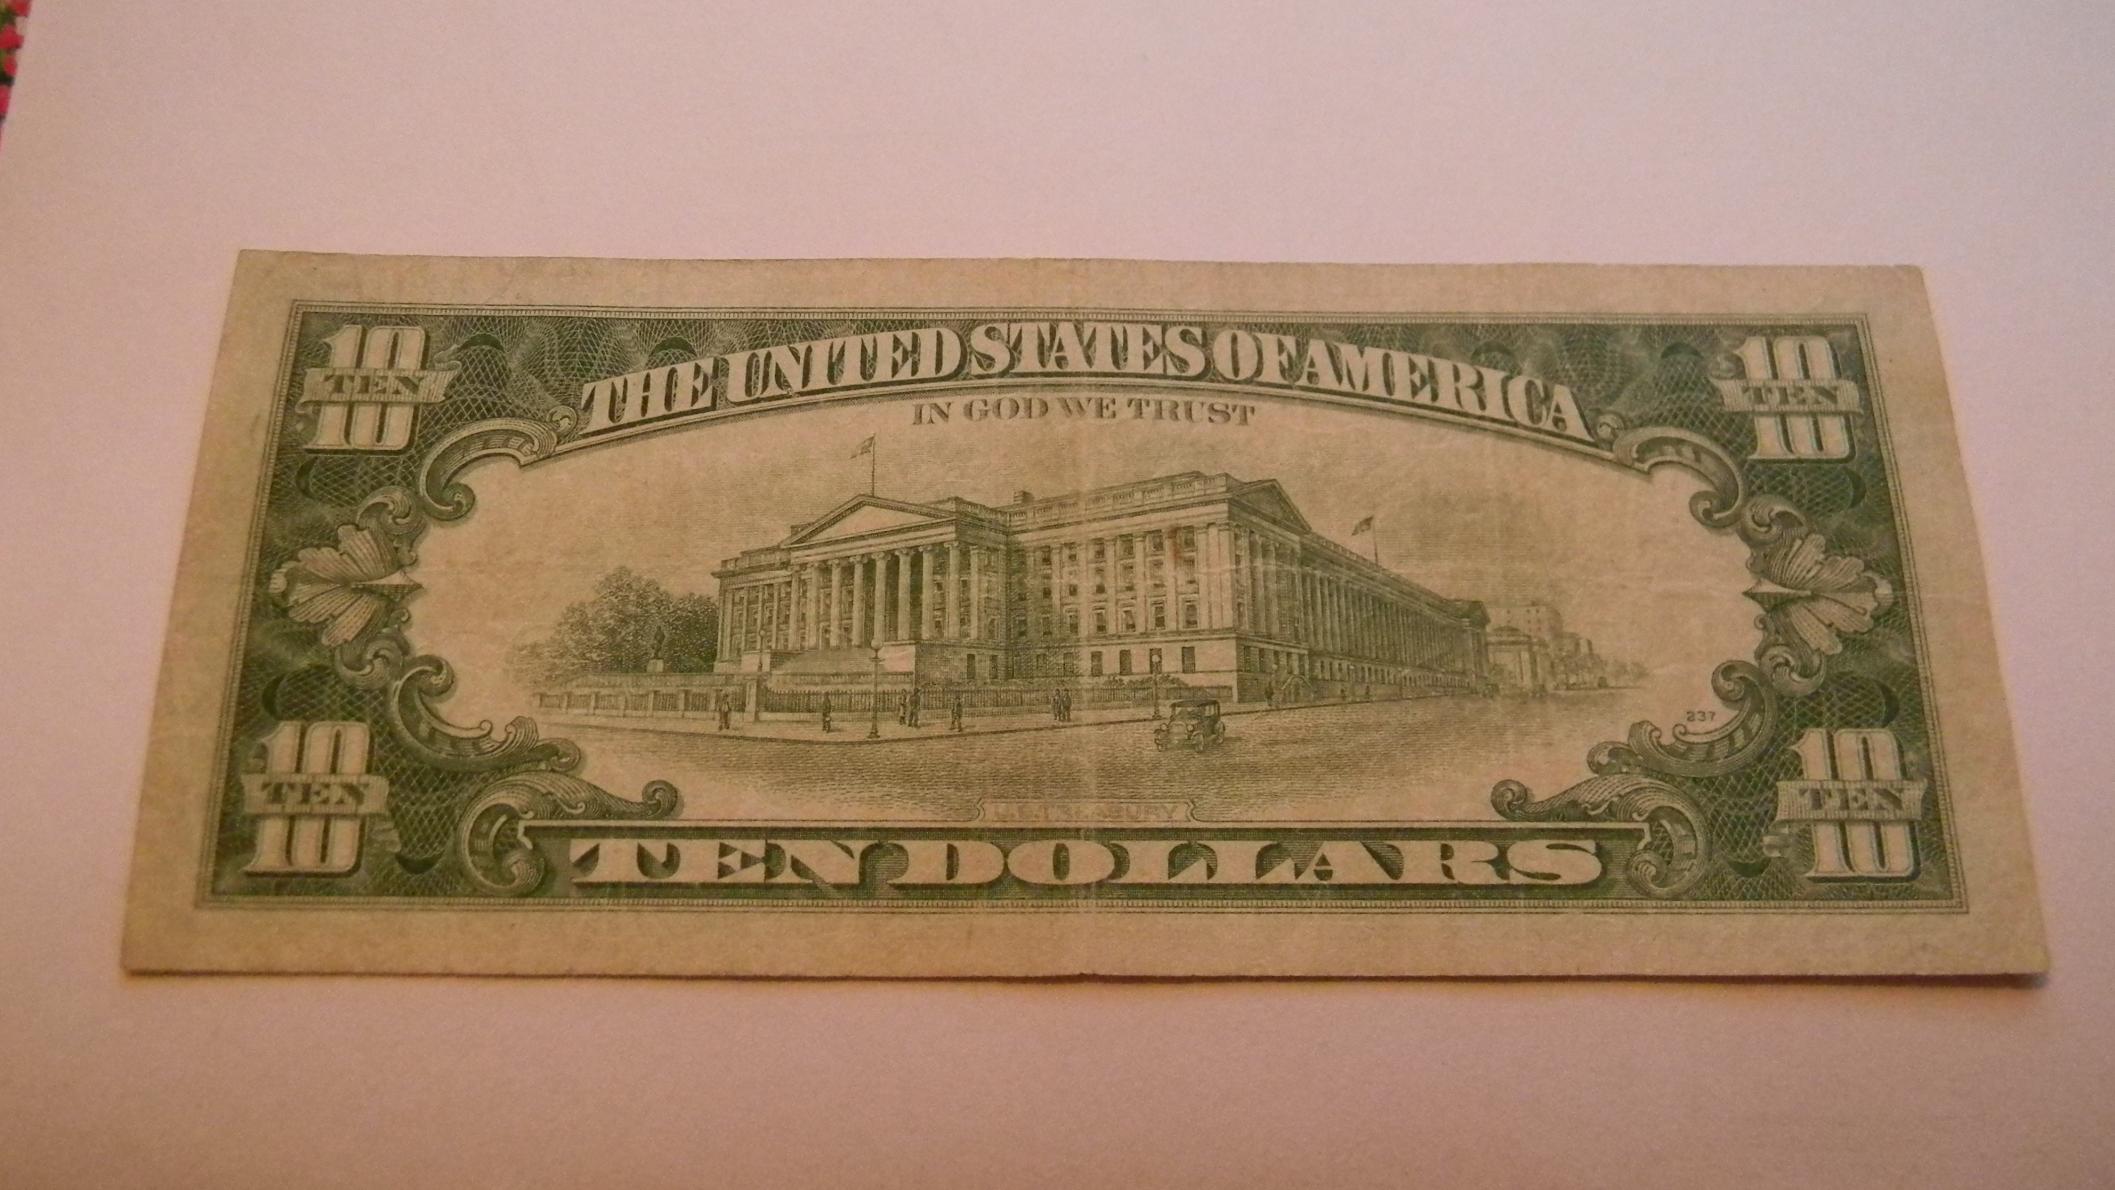 10 TEN 10
THE UNITED STATES OF AMERICA
10 TEN 10
IN GOD WE TRUST
237
10 TEN 10
U.S. TREASURY
10 TEN 10
TEN DOLLARS